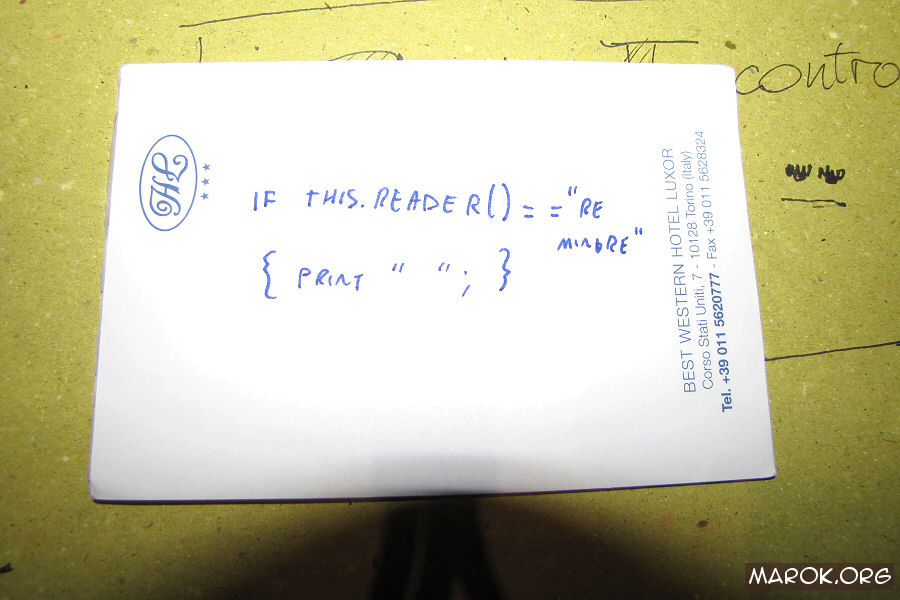 contro
IF THIS.READER() == "RE
MINORE"
{ PRINT " "; }
BEST WESTERN HOTEL LUXOR
Corso Stati Uniti, 7 - 10128 Torino (Italy)
Tel. +39 011 5620777 - Fax +39 011 5628324
MAROK.ORG